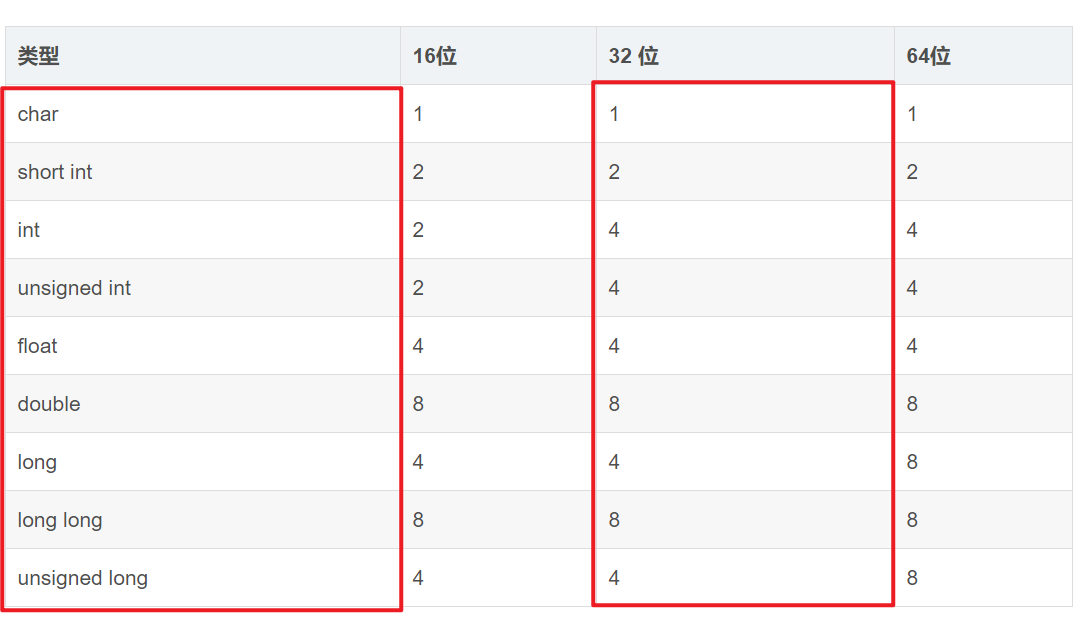 类型 16位 32 位 64位
char 1 1 1
short int 2 2 2
int 2 4 4
unsigned int 2 4 4
float 4 4 4
double 8 8 8
long 4 4 8
long long 8 8 8
unsigned long 4 4 8